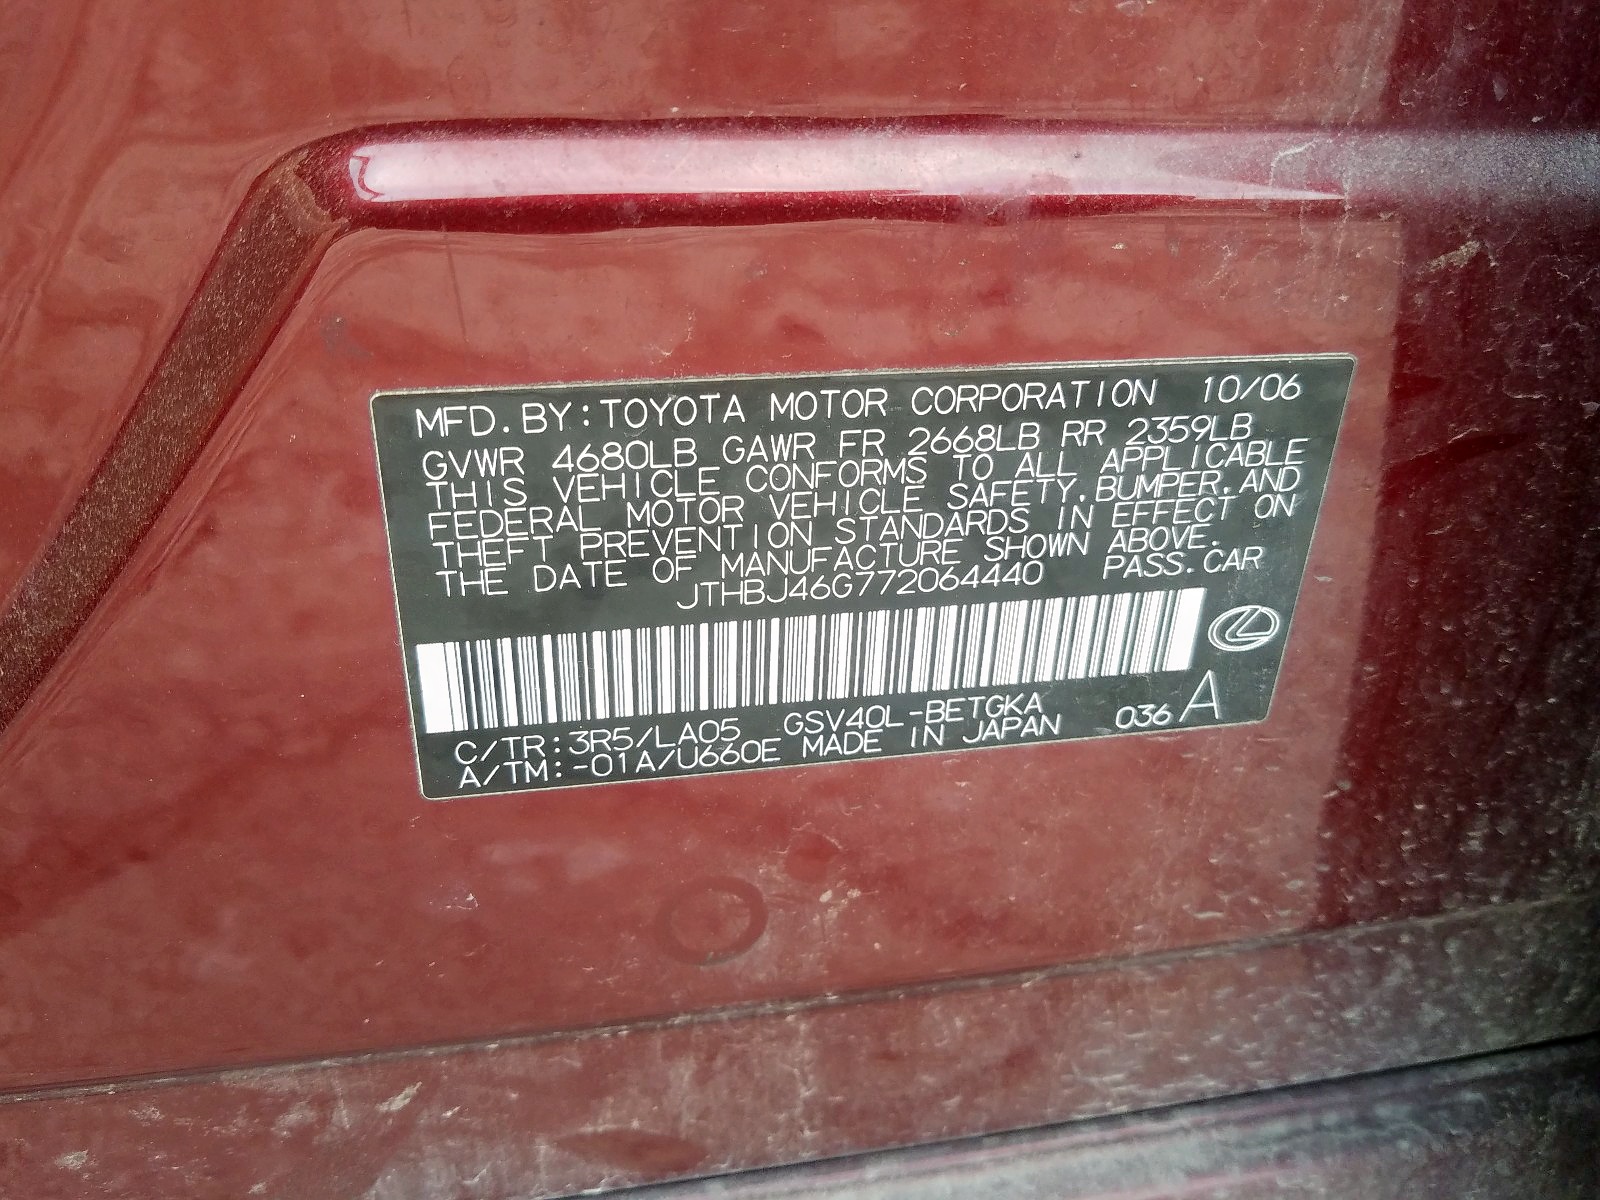 MFD. BY: TOYOTA MOTOR CORPORATION 10/06
GVWR 4680LB GAWR FR 2668LB RR 2359LB
THIS VEHICLE CONFORMS TO ALL APPLICABLE
FEDERAL MOTOR VEHICLE SAFETY, BUMPER, AND
THEFT PREVENTION STANDARDS IN EFFECT ON
THE DATE OF MANUFACTURE SHOWN ABOVE.
JTHBJ46G772064440 PASS. CAR
C/TR: 3R5/LA05 GSV40L-BETGKA
A/TM: -01A/U660E MADE IN JAPAN 036 A